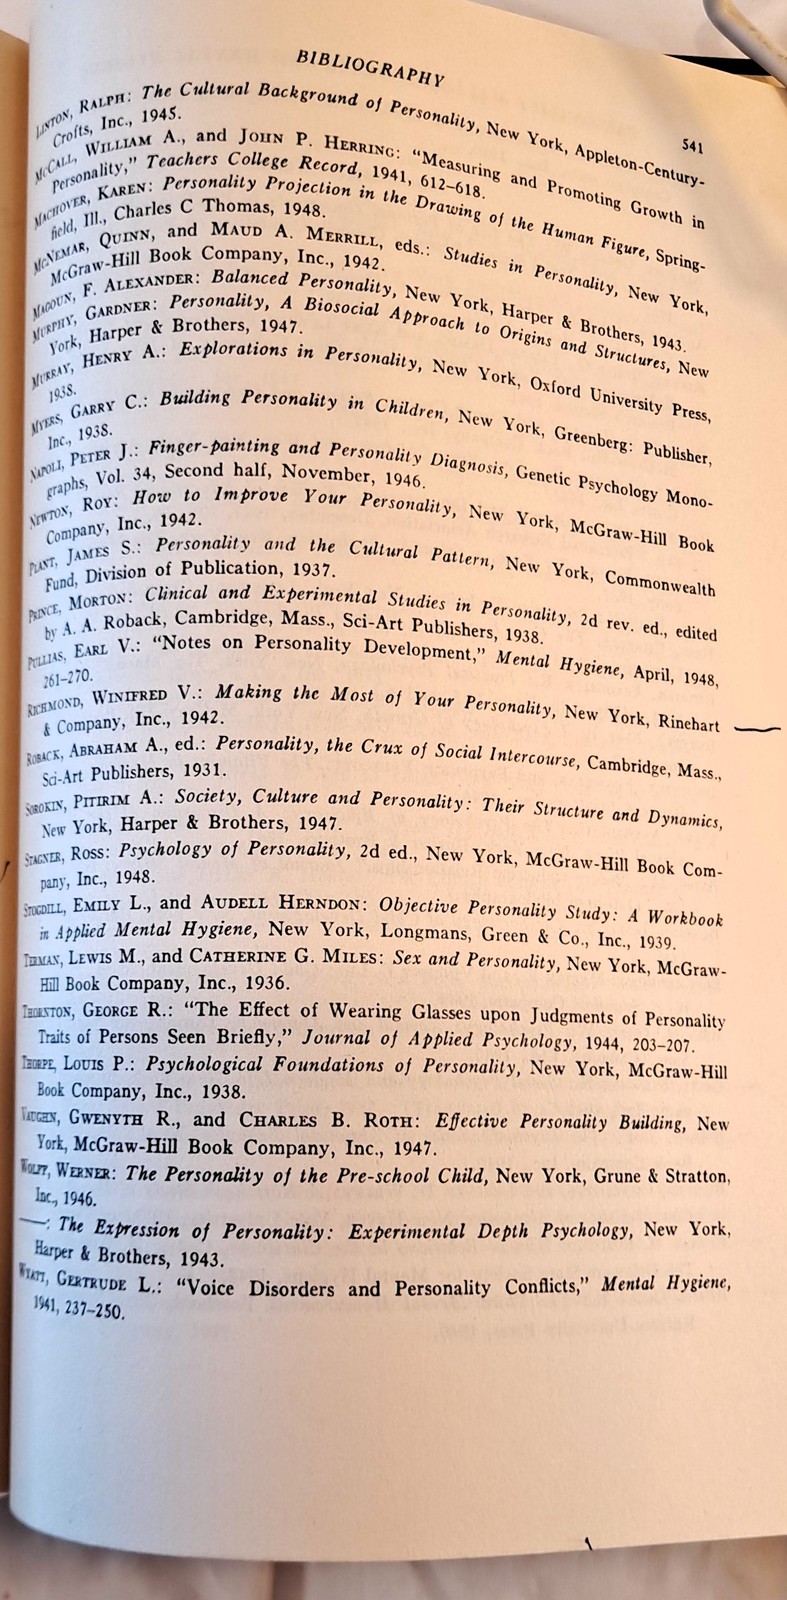 BIBLIOGRAPHY
541
LINTON, RALPH: The Cultural Background of Personality, New York, Appleton-Century-
Crofts, Inc., 1945.
McCALL, WILLIAM A., and JOHN P. HERRING: “Measuring and Promoting Growth in
Personality,” Teachers College Record, 1941, 612–618.
MACHOVER, KAREN: Personality Projection in the Drawing of the Human Figure, Spring-
field, Ill., Charles C Thomas, 1948.
McNEMAR, QUINN, and MAUD A. MERRILL, eds.: Studies in Personality, New York,
McGraw-Hill Book Company, Inc., 1942.
MAGOUN, F. ALEXANDER: Balanced Personality, New York, Harper & Brothers, 1943.
MURPHY, GARDNER: Personality, A Biosocial Approach to Origins and Structures, New
York, Harper & Brothers, 1947.
MURRAY, HENRY A.: Explorations in Personality, New York, Oxford University Press,
1938.
MYERS, GARRY C.: Building Personality in Children, New York, Greenberg: Publisher,
Inc., 1938.
NAPOLI, PETER J.: Finger-painting and Personality Diagnosis, Genetic Psychology Mono-
graphs, Vol. 34, Second half, November, 1946.
NEWTON, ROY: How to Improve Your Personality, New York, McGraw-Hill Book
Company, Inc., 1942.
PLANT, JAMES S.: Personality and the Cultural Pattern, New York, Commonwealth
Fund, Division of Publication, 1937.
PRINCE, MORTON: Clinical and Experimental Studies in Personality, 2d rev. ed., edited
by A. A. Roback, Cambridge, Mass., Sci-Art Publishers, 1938.
PULLIAS, EARL V.: “Notes on Personality Development,” Mental Hygiene, April, 1948,
261–270.
RICHMOND, WINIFRED V.: Making the Most of Your Personality, New York, Rinehart
& Company, Inc., 1942.
ROBACK, ABRAHAM A., ed.: Personality, the Crux of Social Intercourse, Cambridge, Mass.,
Sci-Art Publishers, 1931.
SOROKIN, PITIRIM A.: Society, Culture and Personality: Their Structure and Dynamics,
New York, Harper & Brothers, 1947.
STAGNER, ROSS: Psychology of Personality, 2d ed., New York, McGraw-Hill Book Com-
pany, Inc., 1948.
STOGDILL, EMILY L., and AUDELL HERNDON: Objective Personality Study: A Workbook
in Applied Mental Hygiene, New York, Longmans, Green & Co., Inc., 1939.
TERMAN, LEWIS M., and CATHERINE G. MILES: Sex and Personality, New York, McGraw-
Hill Book Company, Inc., 1936.
THORNTON, GEORGE R.: “The Effect of Wearing Glasses upon Judgments of Personality
Traits of Persons Seen Briefly,” Journal of Applied Psychology, 1944, 203–207.
THORPE, LOUIS P.: Psychological Foundations of Personality, New York, McGraw-Hill
Book Company, Inc., 1938.
VAUGHN, GWENYTH R., and CHARLES B. ROTH: Effective Personality Building, New
York, McGraw-Hill Book Company, Inc., 1947.
WOLFF, WERNER: The Personality of the Pre-school Child, New York, Grune & Stratton,
Inc., 1946.
——: The Expression of Personality: Experimental Depth Psychology, New York,
Harper & Brothers, 1943.
WYATT, GERTRUDE L.: “Voice Disorders and Personality Conflicts,” Mental Hygiene,
1941, 237–250.